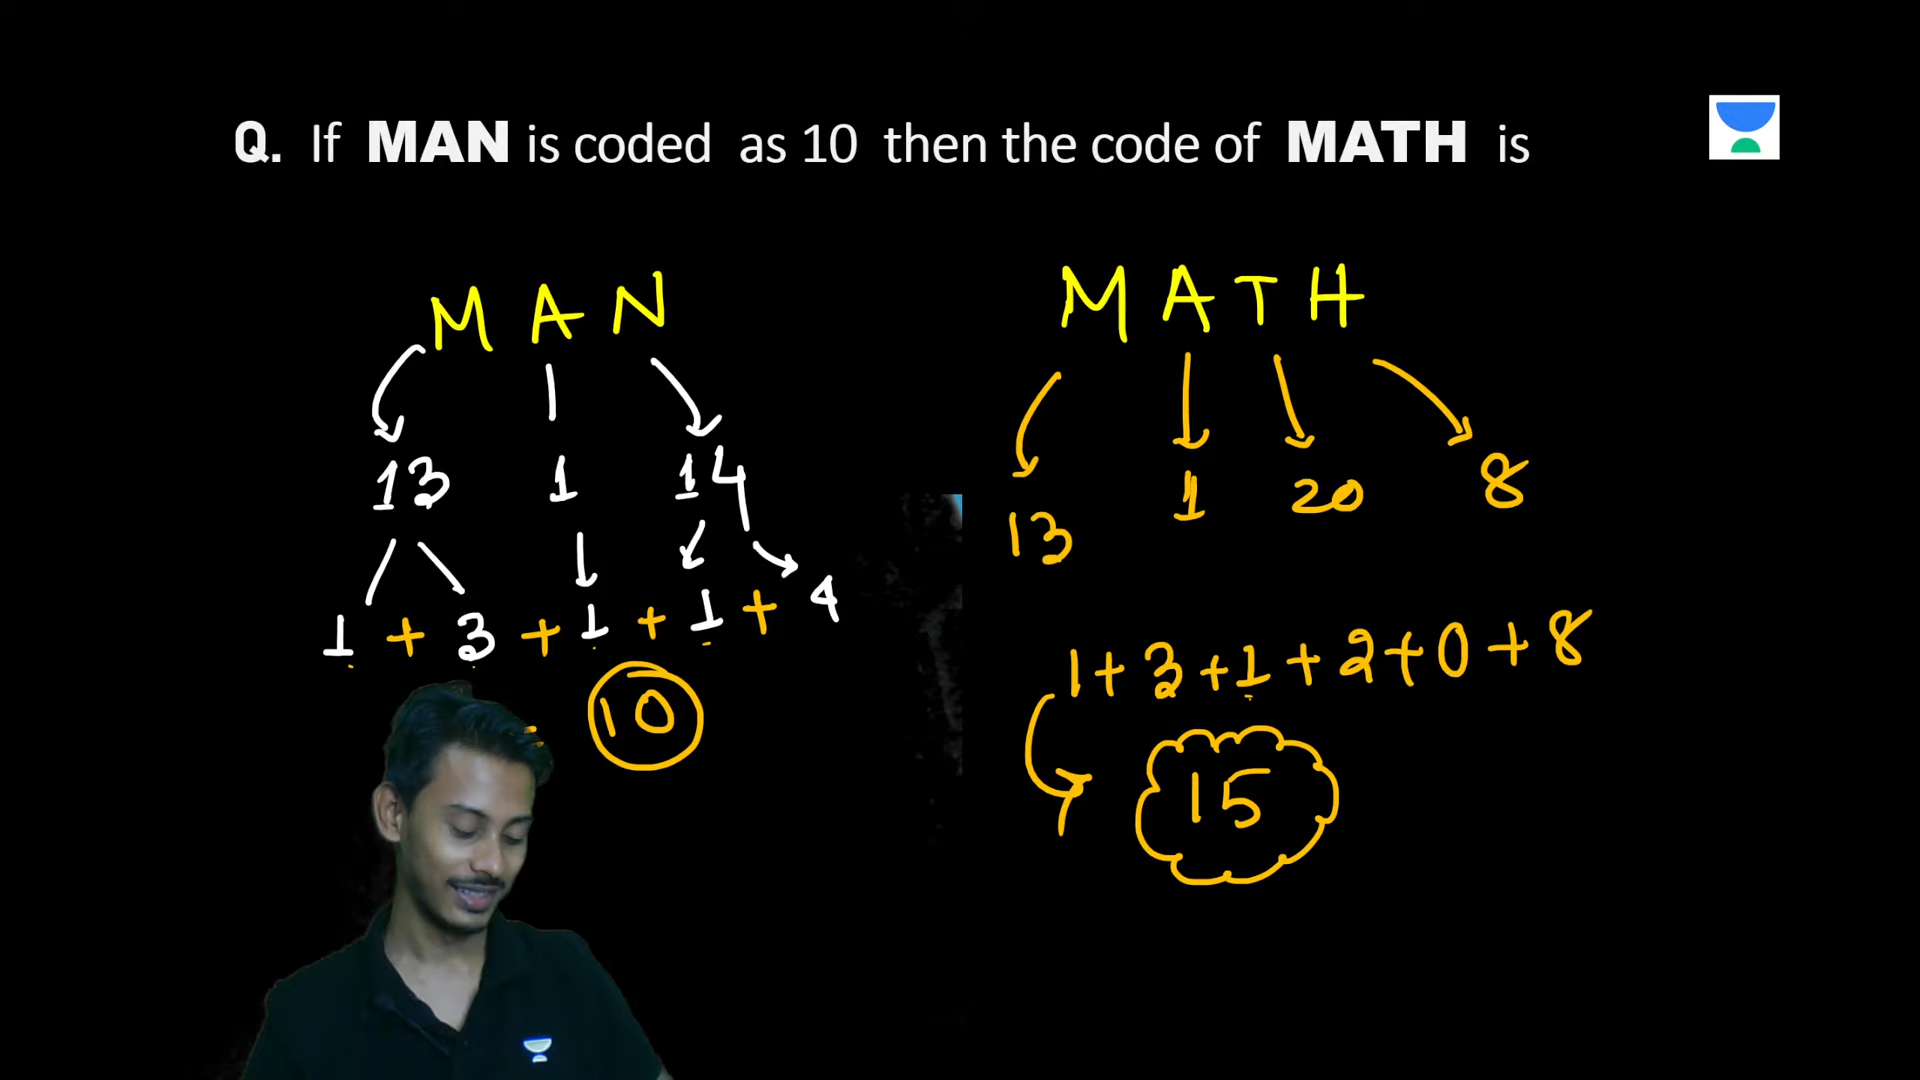 Q. If MAN is coded as 10 then the code of MATH is
M A N
13 1 14
1 + 3 + 1 + 1 + 4
= 10
M A T H
13 1 20 8
1 + 3 + 1 + 2 + 0 + 8
15